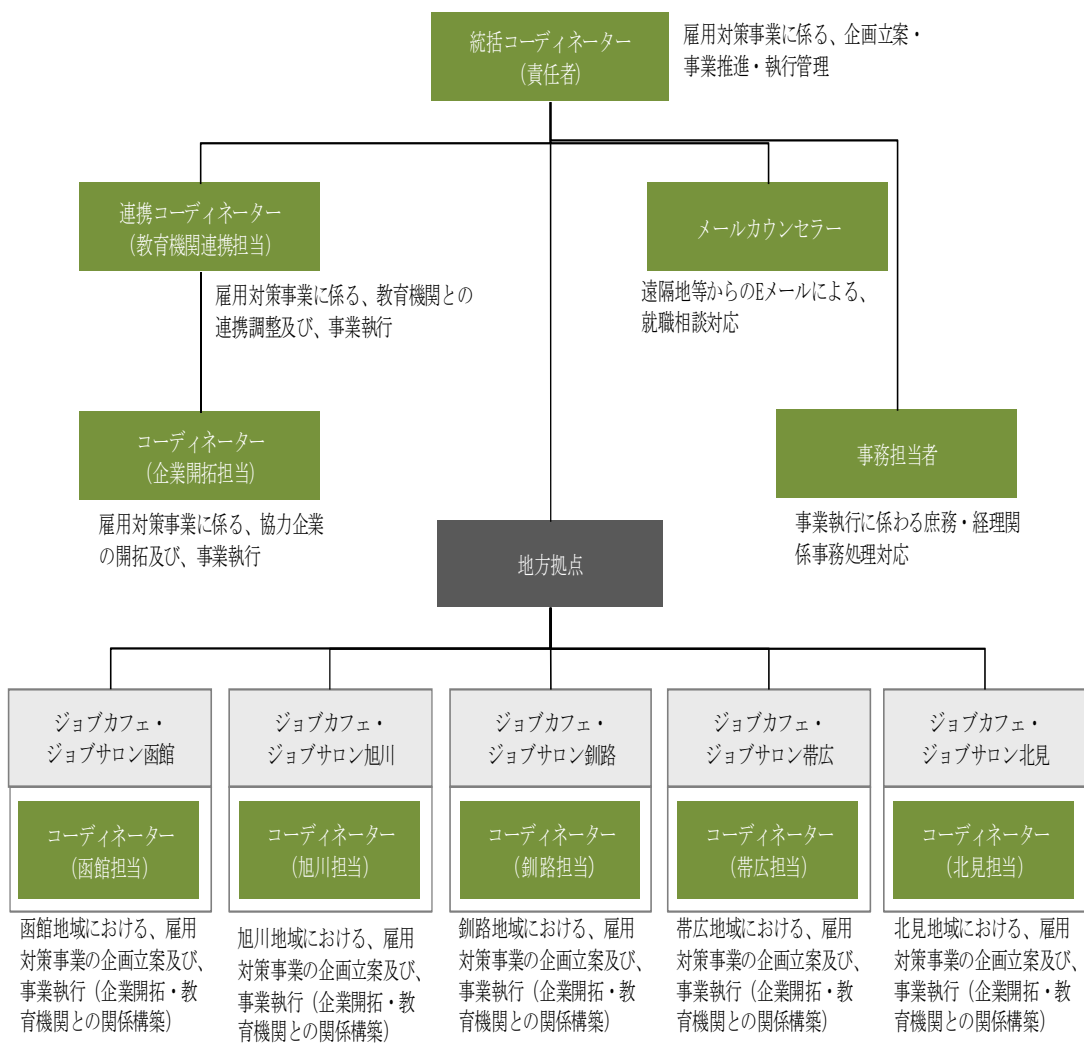 統括コーディネーター
(責任者)
雇用対策事業に係る、企画立案・
事業推進・執行管理
連携コーディネーター
(教育機関連携担当)
雇用対策事業に係る、教育機関との
連携調整及び、事業執行
メールカウンセラー
遠隔地等からのEメールによる、
就職相談対応
コーディネーター
(企業開拓担当)
雇用対策事業に係る、協力企業
の開拓及び、事業執行
事務担当者
事業執行に係わる庶務・経理関
係事務処理対応
地方拠点
ジョブカフェ・
ジョブサロン函館
コーディネーター
(函館担当)
函館地域における、雇用
対策事業の企画立案及び、
事業執行（企業開拓・教
育機関との関係構築）
ジョブカフェ・
ジョブサロン旭川
コーディネーター
(旭川担当)
旭川地域における、雇用
対策事業の企画立案及び、
事業執行（企業開拓・教
育機関との関係構築）
ジョブカフェ・
ジョブサロン釧路
コーディネーター
(釧路担当)
釧路地域における、雇用
対策事業の企画立案及び、
事業執行（企業開拓・教
育機関との関係構築）
ジョブカフェ・
ジョブサロン帯広
コーディネーター
(帯広担当)
帯広地域における、雇用
対策事業の企画立案及び、
事業執行（企業開拓・教
育機関との関係構築）
ジョブカフェ・
ジョブサロン北見
コーディネーター
(北見担当)
北見地域における、雇用
対策事業の企画立案及び、
事業執行（企業開拓・教
育機関との関係構築）